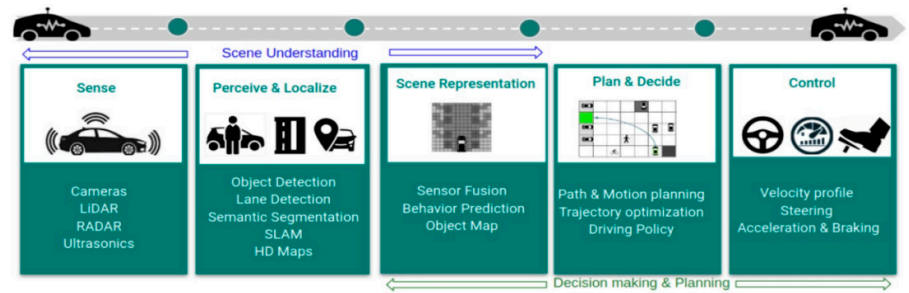 Scene Understanding
Sense
Cameras
LiDAR
RADAR
Ultrasonics
Perceive & Localize
Object Detection
Lane Detection
Semantic Segmentation
SLAM
HD Maps
Scene Representation
Sensor Fusion
Behavior Prediction
Object Map
Plan & Decide
Path & Motion planning
Trajectory optimization
Driving Policy
Control
Velocity profile
Steering
Acceleration & Braking
Decision making & Planning